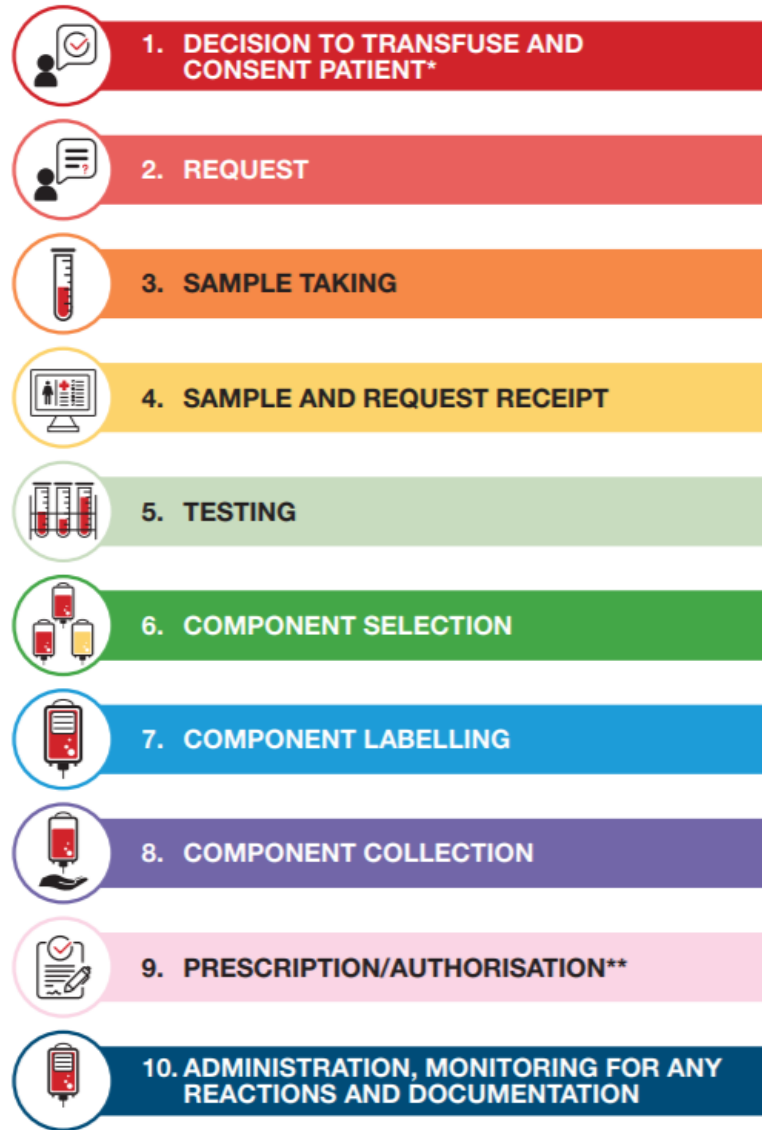 1. DECISION TO TRANSFUSE AND
CONSENT PATIENT*
2. REQUEST
?
3. SAMPLE TAKING
4. SAMPLE AND REQUEST RECEIPT
5. TESTING
6. COMPONENT SELECTION
7. COMPONENT LABELLING
8. COMPONENT COLLECTION
9. PRESCRIPTION/AUTHORISATION**
10. ADMINISTRATION, MONITORING FOR ANY
REACTIONS AND DOCUMENTATION